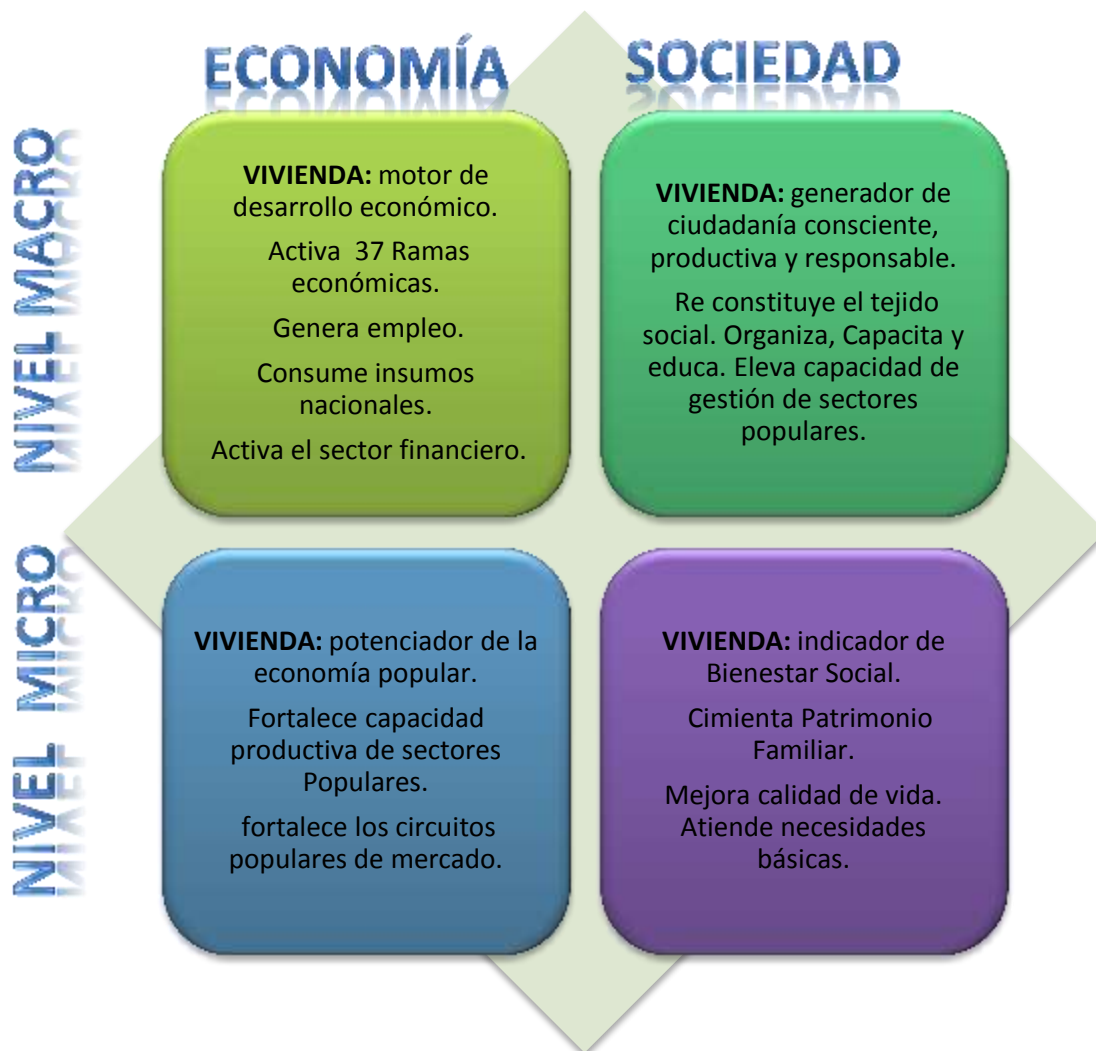 ECONOMÍA
SOCIEDAD
NIVEL MACRO
VIVIENDA: motor de
desarrollo económico.
Activa 37 Ramas
económicas.
Genera empleo.
Consume insumos
nacionales.
Activa el sector financiero.
VIVIENDA: generador de
ciudadanía consciente,
productiva y responsable.
Re constituye el tejido
social. Organiza, Capacita y
educa. Eleva capacidad de
gestión de sectores
populares.
NIVEL MICRO
VIVIENDA: potenciador de la
economía popular.
Fortalece capacidad
productiva de sectores
Populares.
fortalece los circuitos
populares de mercado.
VIVIENDA: indicador de
Bienestar Social.
Cimienta Patrimonio
Familiar.
Mejora calidad de vida.
Atiende necesidades
básicas.